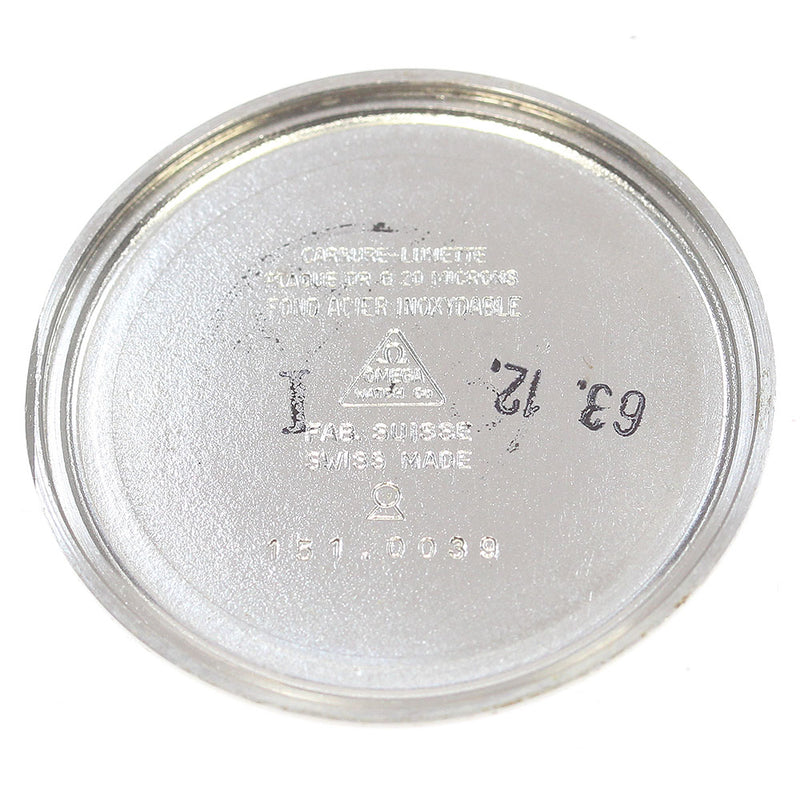 CARRURE-LUNETTE
PLAQUE OR G 20 MICRONS
FOND ACIER INOXYDABLE
Ω
OMEGA
WATCH Co
FAB. SUISSE
SWISS MADE
151.0039
63.12.
I